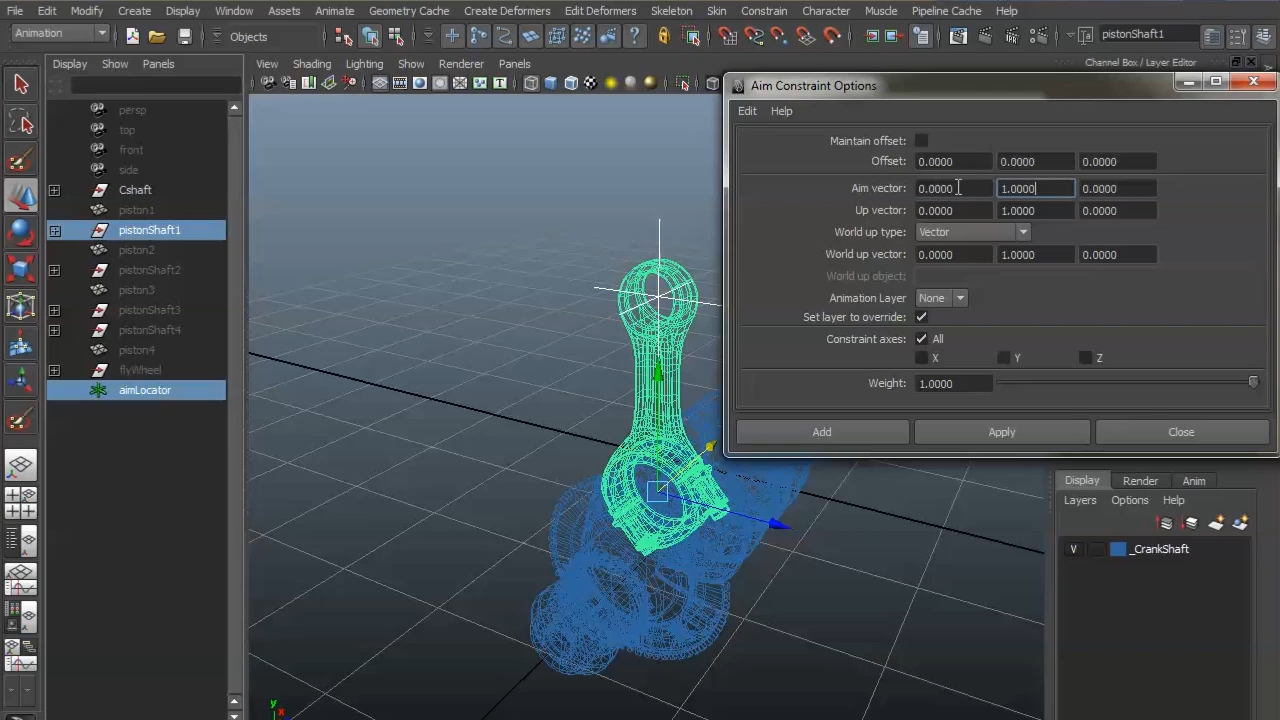 File Edit Modify Create Display Window Assets Animate Geometry Cache Create Deformers Edit Deformers Skeleton Skin Constrain Character Muscle Pipeline Cache Help
Animation Objects pistonShaft1
Display Show Panels View Shading Lighting Show Renderer Panels Channel Box / Layer Editor
Aim Constraint Options
Edit Help
persp
top
front
side
Cshaft
piston1
pistonShaft1
piston2
pistonShaft2
piston3
pistonShaft3
pistonShaft4
piston4
flyWheel
aimLocator
Maintain offset:
Offset: 0.0000 0.0000 0.0000
Aim vector: 0.0000 1.0000 0.0000
Up vector: 0.0000 1.0000 0.0000
World up type: Vector
World up vector: 0.0000 1.0000 0.0000
World up object:
Animation Layer None
Set layer to override:
Constraint axes: All
X Y Z
Weight: 1.0000
Add Apply Close
Display Render Anim
Layers Options Help
V _CrankShaft
y
x